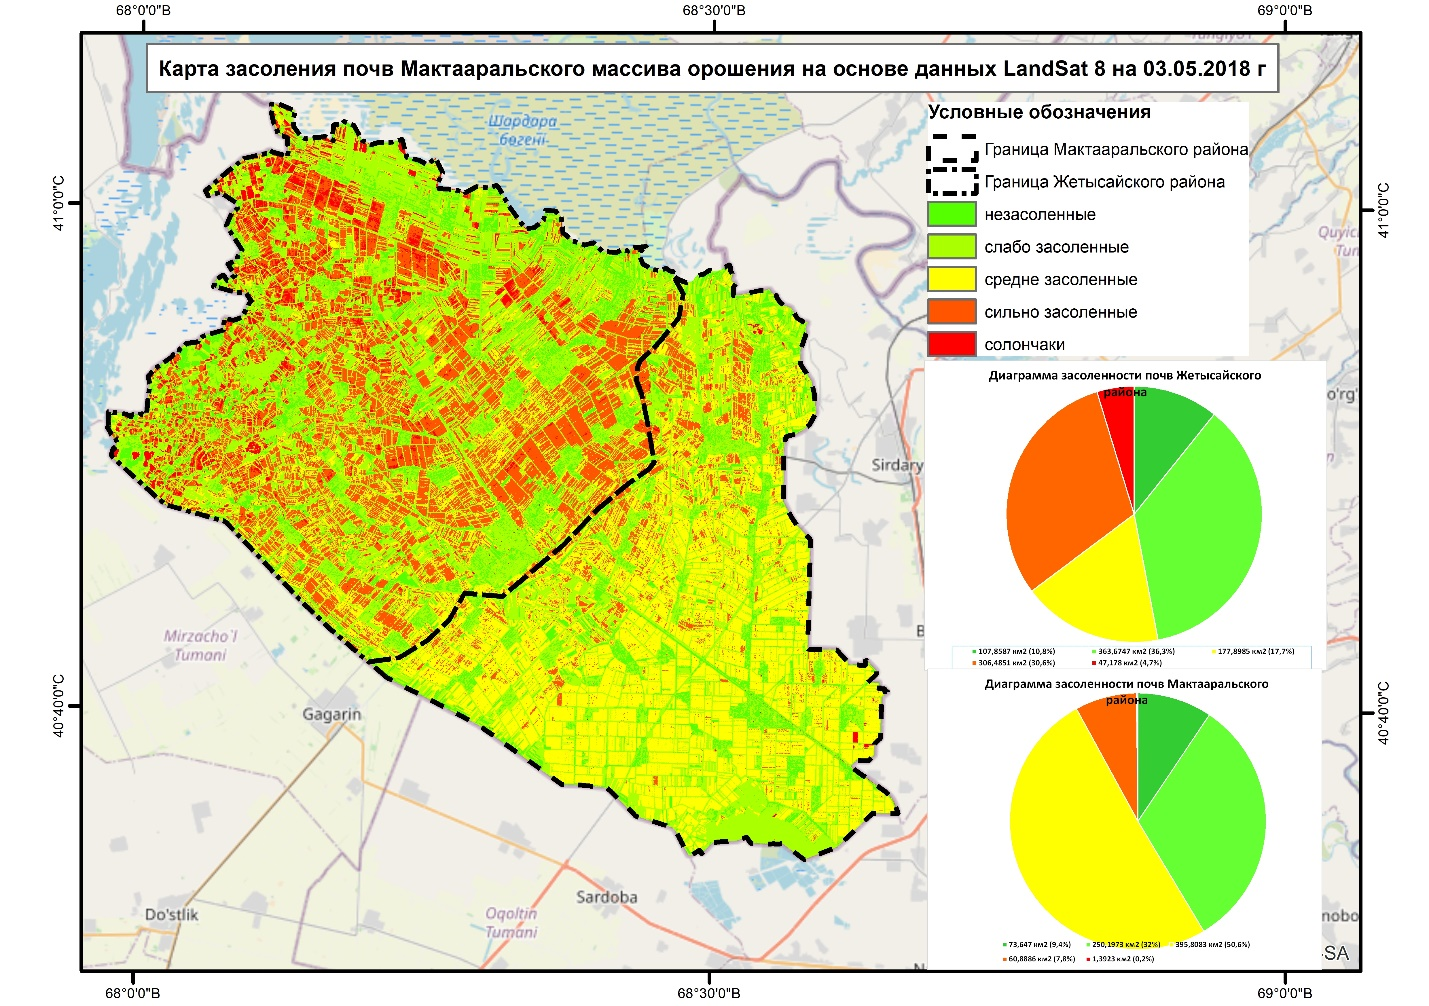 68°0'0"В
68°30'0"В
69°0'0"В
Карта засоления почв Мактааральского массива орошения на основе данных LandSat 8 на 03.05.2018 г
Шардара
бөгені
Условные обозначения
Граница Мактааральского района
Граница Жетысайского района
незасоленные
слабо засоленные
средне засоленные
сильно засоленные
солончаки
41°0'0"С
41°0'0"С
Диаграмма засоленности почв Жетысайского
района
107,8587 км2 (10,8%)
363,6747 км2 (36,3%)
177,8985 км2 (17,7%)
306,4851 км2 (30,6%)
47,178 км2 (4,7%)
Диаграмма засоленности почв Мактааральского
района
73,647 км2 (9,4%)
250,1973 км2 (32%)
395,8083 км2 (50,6%)
60,8886 км2 (7,8%)
1,3923 км2 (0,2%)
Sirdary
Mirzacho'l
Tumani
Gagarin
40°40'0"С
40°40'0"С
Sardoba
Do'stlik
Oqoltin
Tumani
SA
68°0'0"В
68°30'0"В
69°0'0"В